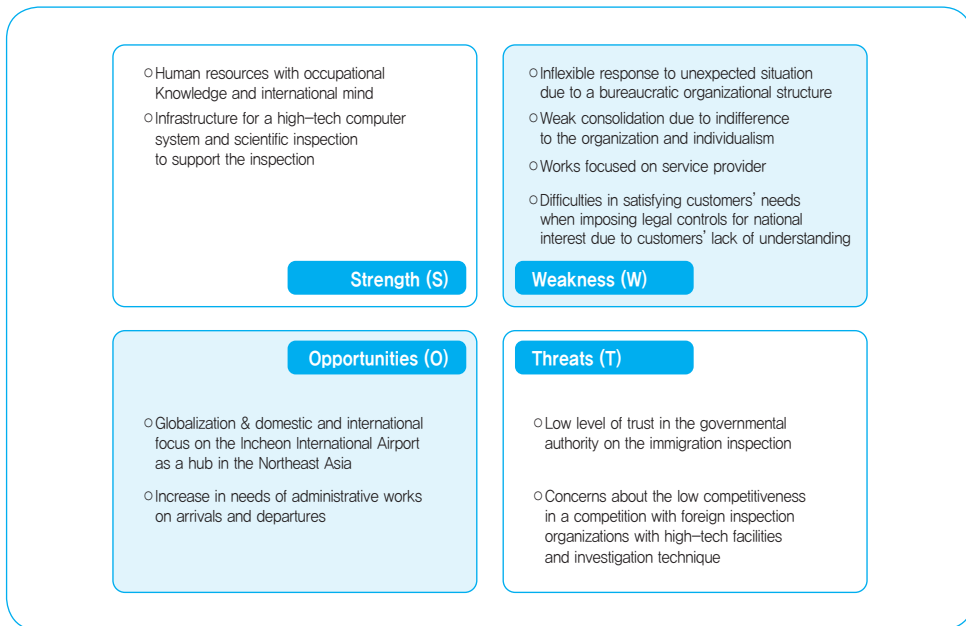 ○Human resources with occupational
Knowledge and international mind
○Infrastructure for a high-tech computer
system and scientific inspection
to support the inspection
Strength (S)
○Inflexible response to unexpected situation
due to a bureaucratic organizational structure
○Weak consolidation due to indifference
to the organization and individualism
○Works focused on service provider
○Difficulties in satisfying customers' needs
when imposing legal controls for national
interest due to customers' lack of understanding
Weakness (W)
Opportunities (O)
○Globalization & domestic and international
focus on the Incheon International Airport
as a hub in the Northeast Asia
○Increase in needs of administrative works
on arrivals and departures
Threats (T)
○Low level of trust in the governmental
authority on the immigration inspection
○Concerns about the low competitiveness
in a competition with foreign inspection
organizations with high-tech facilities
and investigation technique